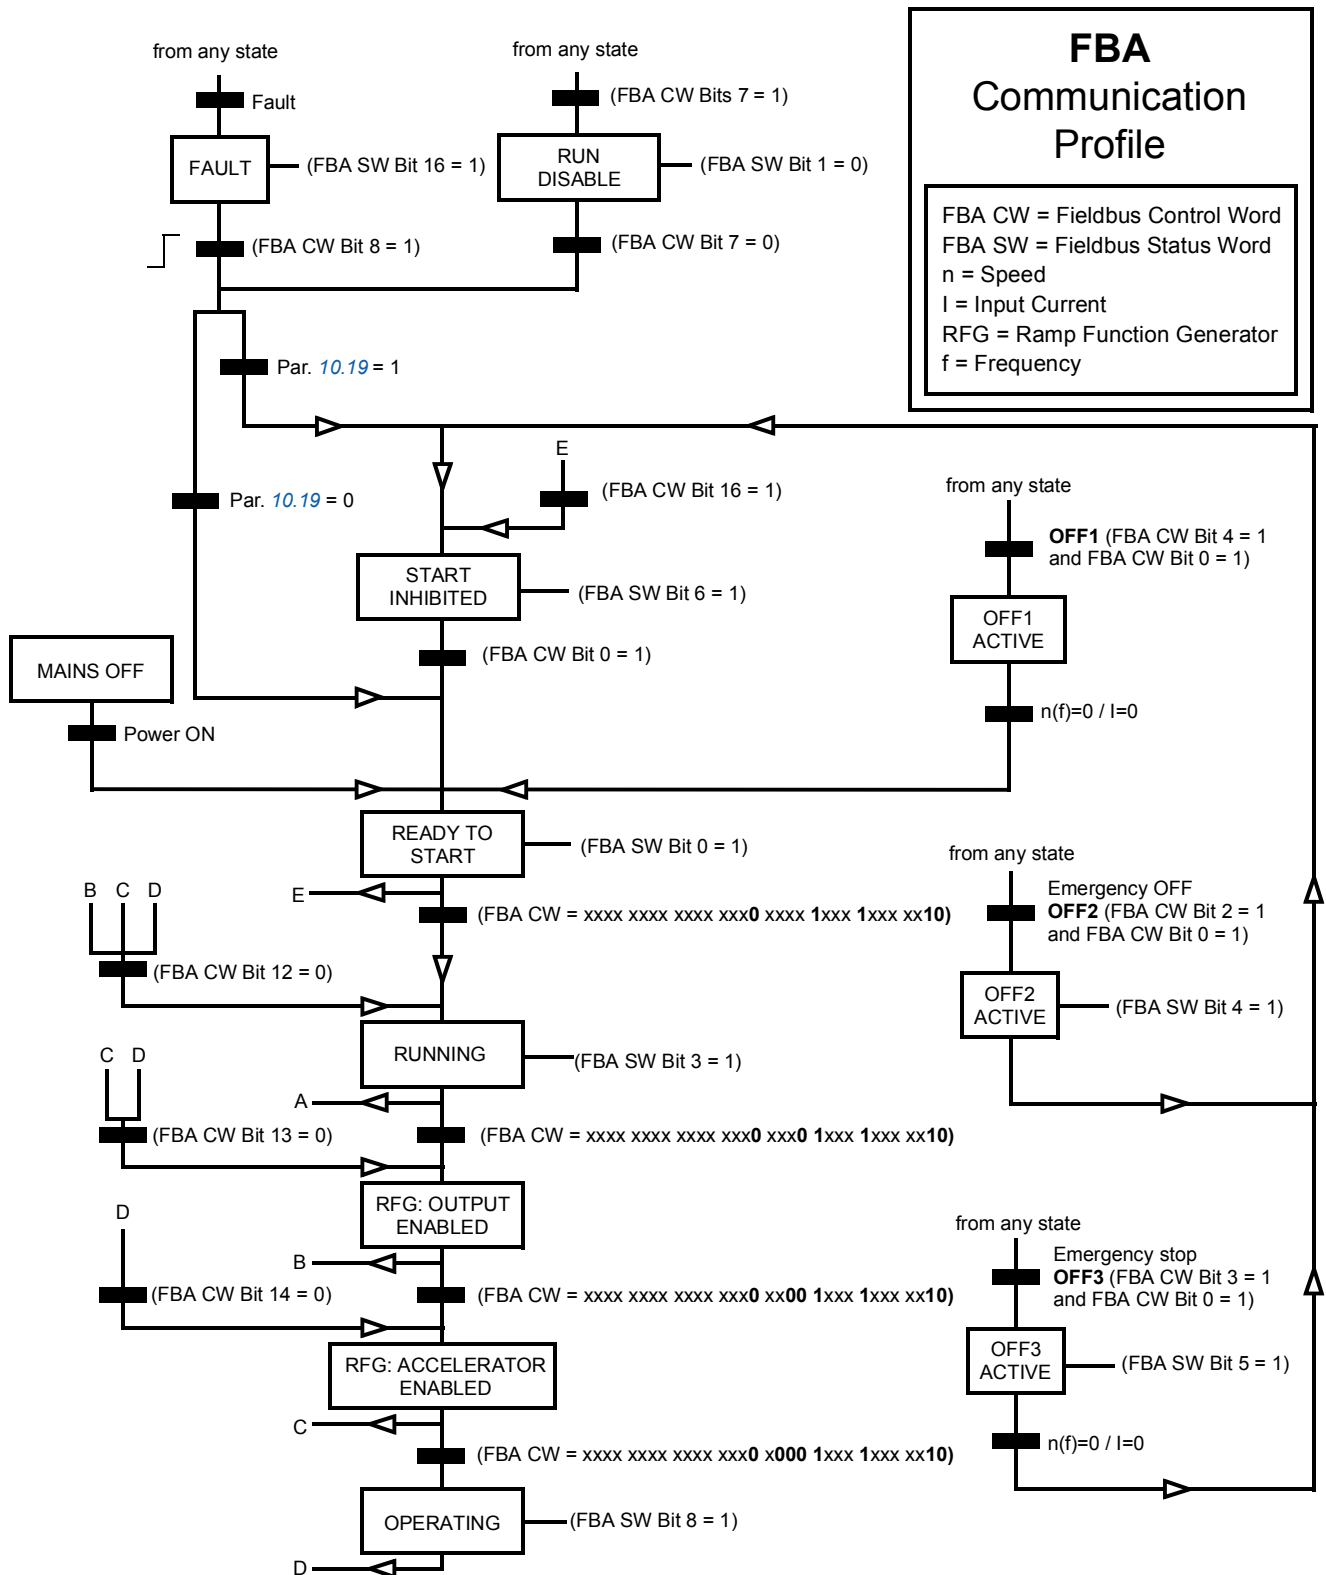 from any state
Fault
FAULT
(FBA SW Bit 16 = 1)
(FBA CW Bit 8 = 1)
from any state
(FBA CW Bits 7 = 1)
RUN
DISABLE
(FBA SW Bit 1 = 0)
(FBA CW Bit 7 = 0)
FBA
Communication
Profile
FBA CW = Fieldbus Control Word
FBA SW = Fieldbus Status Word
n = Speed
I = Input Current
RFG = Ramp Function Generator
f = Frequency
Par. 10.19 = 1
Par. 10.19 = 0
E
(FBA CW Bit 16 = 1)
START
INHIBITED
(FBA SW Bit 6 = 1)
(FBA CW Bit 0 = 1)
from any state
OFF1 (FBA CW Bit 4 = 1
and FBA CW Bit 0 = 1)
OFF1
ACTIVE
n(f)=0 / I=0
MAINS OFF
Power ON
READY TO
START
(FBA SW Bit 0 = 1)
E
(FBA CW = xxxx xxxx xxxx xxx0 xxxx 1xxx 1xxx xx10)
B C D
(FBA CW Bit 12 = 0)
from any state
Emergency OFF
OFF2 (FBA CW Bit 2 = 1
and FBA CW Bit 0 = 1)
OFF2
ACTIVE
(FBA SW Bit 4 = 1)
RUNNING
(FBA SW Bit 3 = 1)
C D
A
(FBA CW Bit 13 = 0)
(FBA CW = xxxx xxxx xxxx xxx0 xxx0 1xxx 1xxx xx10)
RFG: OUTPUT
ENABLED
D
B
(FBA CW Bit 14 = 0)
(FBA CW = xxxx xxxx xxxx xxx0 xx00 1xxx 1xxx xx10)
from any state
Emergency stop
OFF3 (FBA CW Bit 3 = 1
and FBA CW Bit 0 = 1)
OFF3
ACTIVE
(FBA SW Bit 5 = 1)
n(f)=0 / I=0
RFG: ACCELERATOR
ENABLED
C
(FBA CW = xxxx xxxx xxxx xxx0 x000 1xxx 1xxx xx10)
OPERATING
(FBA SW Bit 8 = 1)
D